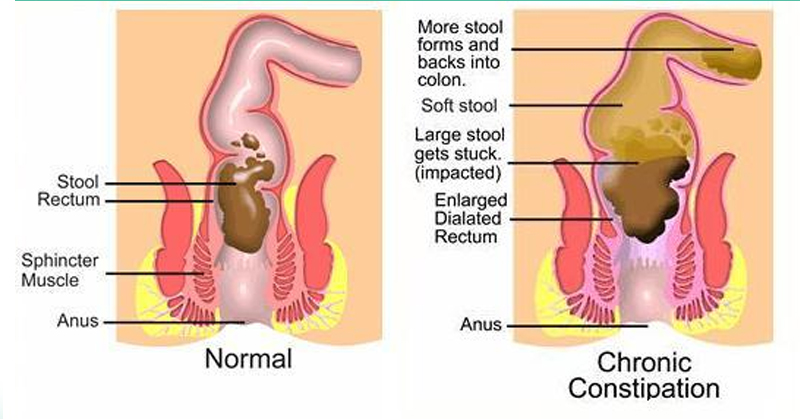 Stool
Rectum
Sphincter
Muscle
Anus
Normal
More stool
forms and
backs into
colon.
Soft stool
Large stool
gets stuck.
(impacted)
Enlarged
Dialated
Rectum
Anus
Chronic
Constipation